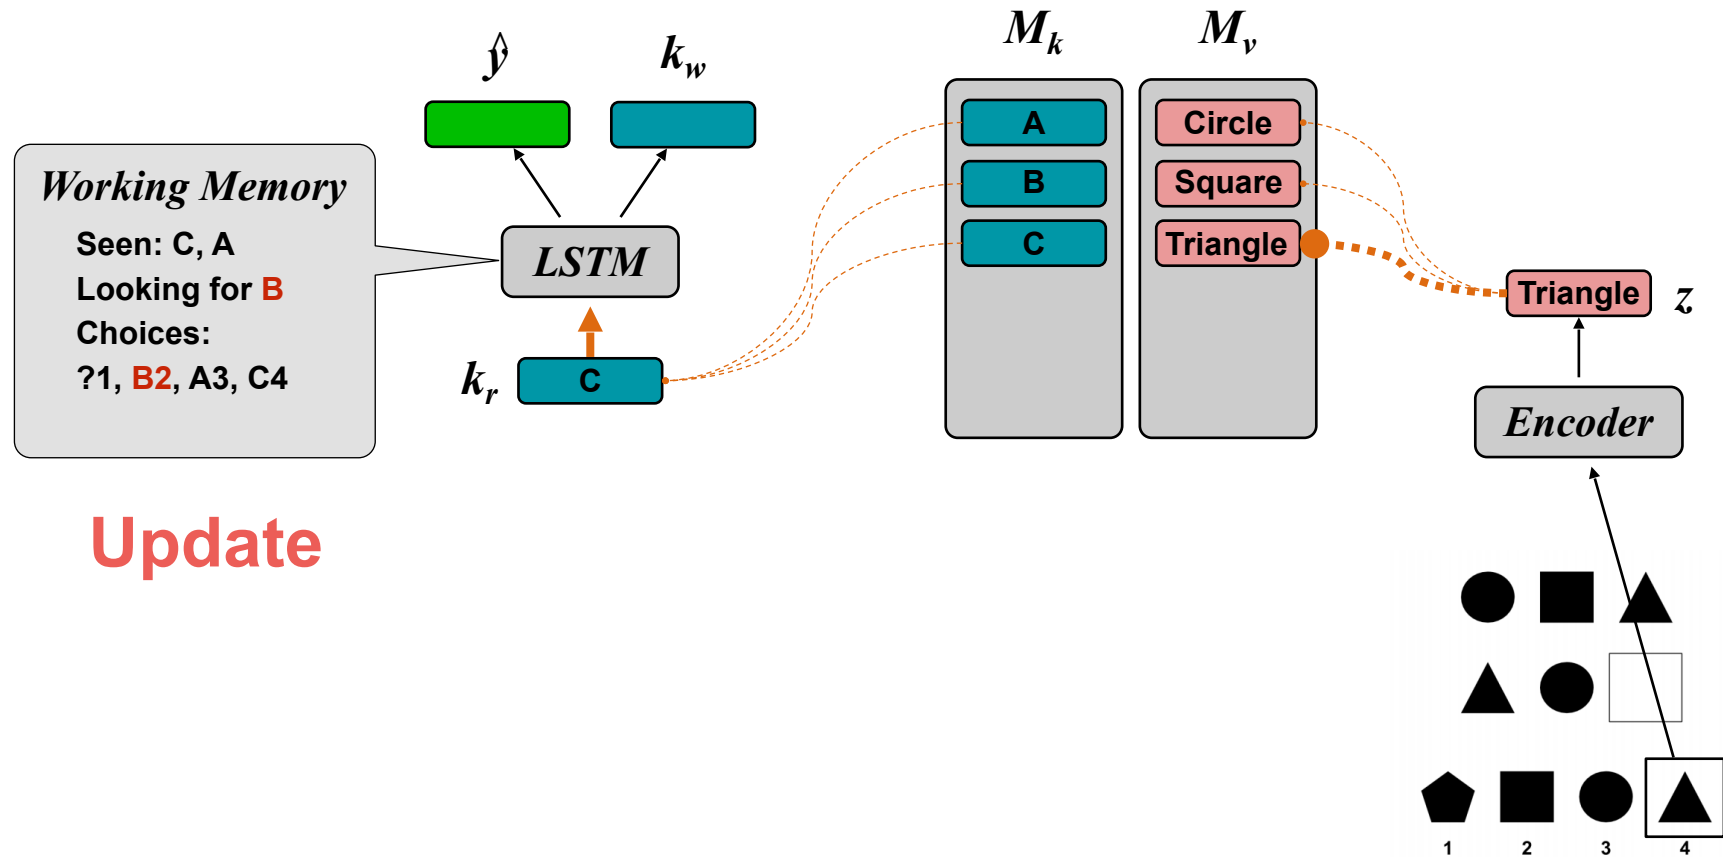 ŷ
k_w
M_k
M_v
Working Memory
Seen: C, A
Looking for B
Choices:
?1, B2, A3, C4
LSTM
k_r
C
A
B
C
Circle
Square
Triangle
Triangle
z
Encoder
Update
1 2 3 4